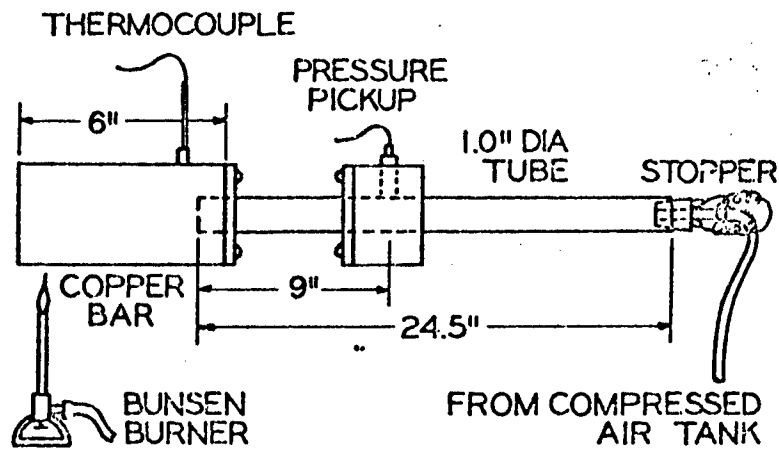 THERMOCOUPLE
PRESSURE
PICKUP
6"
1.0" DIA
TUBE
STOPPER
COPPER
BAR
9"
24.5"
BUNSEN
BURNER
FROM COMPRESSED
AIR TANK